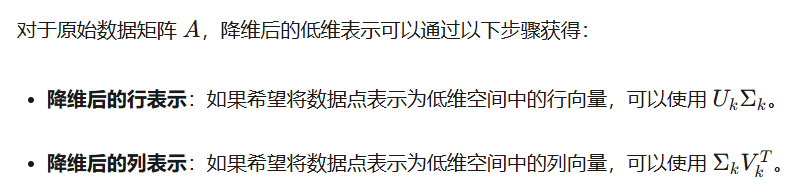 对于原始数据矩阵 A，降维后的低维表示可以通过以下步骤获得：
• 降维后的行表示：如果希望将数据点表示为低维空间中的行向量，可以使用 UₖΣₖ。
• 降维后的列表示：如果希望将数据点表示为低维空间中的列向量，可以使用 ΣₖVₖᵀ。